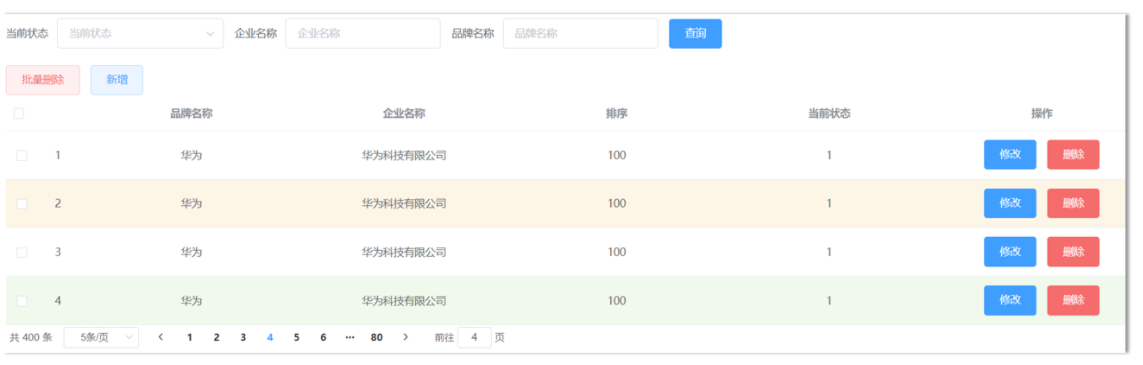 当前状态 当前状态 企业名称 企业名称 品牌名称 品牌名称 查询
批量删除 新增
品牌名称 企业名称 排序 当前状态 操作
1 华为 华为科技有限公司 100 1 修改 删除
2 华为 华为科技有限公司 100 1 修改 删除
3 华为 华为科技有限公司 100 1 修改 删除
4 华为 华为科技有限公司 100 1 修改 删除
共 400 条 5条/页 < 1 2 3 4 5 6 ··· 80 > 前往 4 页